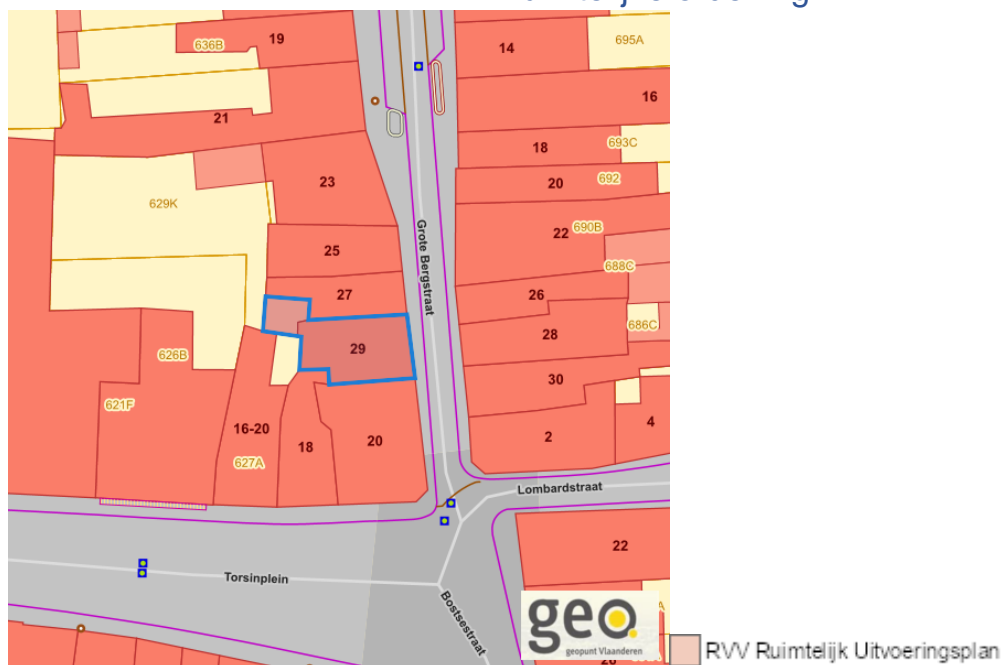 19
636B
14
695A
16
21
18
693C
20
692
23
629K
22
690B
Grote Bergstraat
25
688C
27
26
686C
28
29
626B
30
621F
16-20
627A
18
20
2
4
Lombardstraat
22
Torsinplein
Bostsestraat
geo
geopunt Vlaanderen
RVV Ruimtelijk Uitvoeringsplan